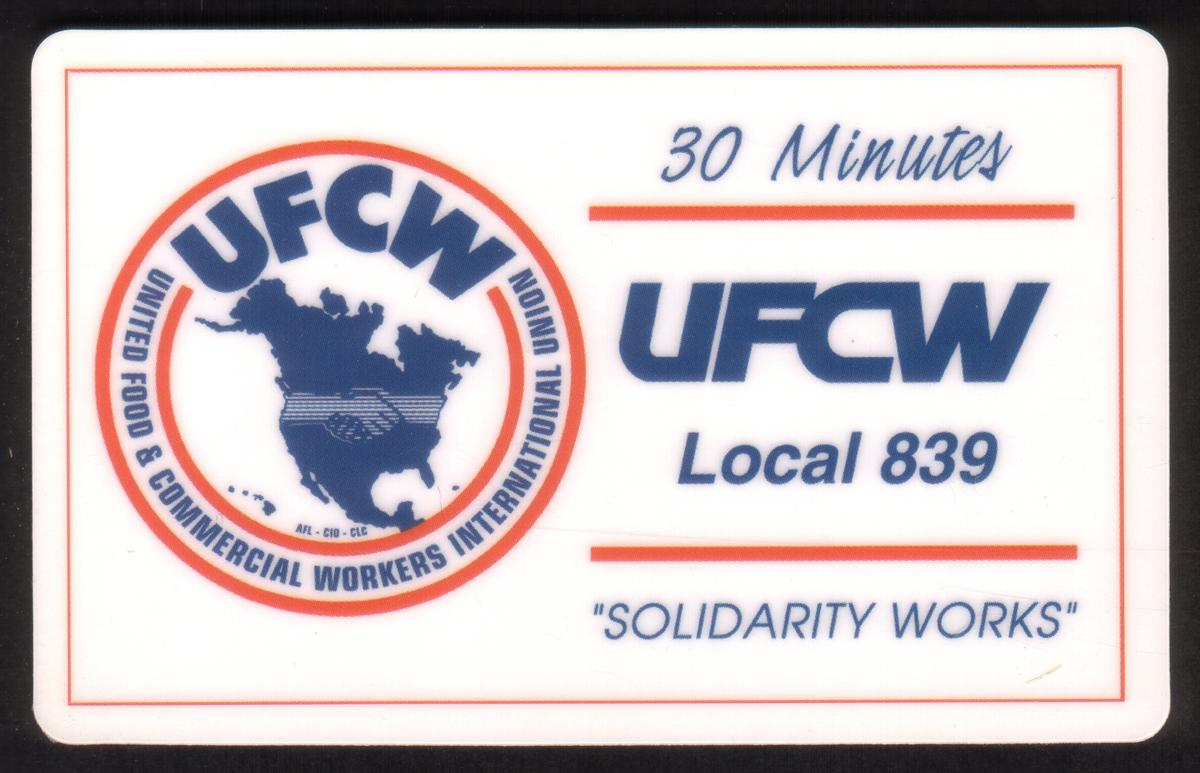 UFCW
UNITED FOOD & COMMERCIAL WORKERS INTERNATIONAL UNION
AFL - CIO - CLC
30 Minutes
UFCW
Local 839
"SOLIDARITY WORKS"